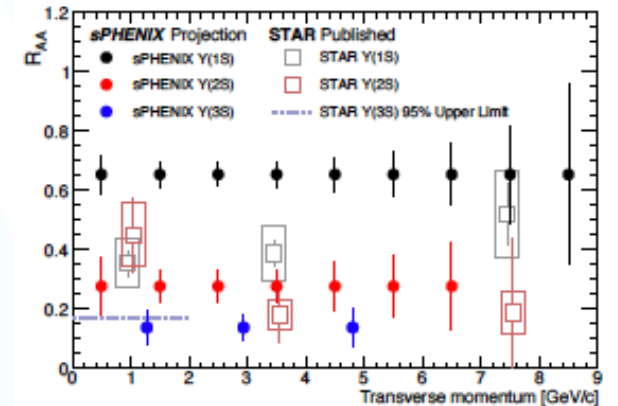 sPHENIX Projection STAR Published
sPHENIX Y(1S) STAR Y(1S)
sPHENIX Y(2S) STAR Y(2S)
sPHENIX Y(3S) STAR Y(3S) 95% Upper Limit
R_AA
1.2
1
0.8
0.6
0.4
0.2
0
0 1 2 3 4 5 6 7 8 9
Transverse momentum [GeV/c]